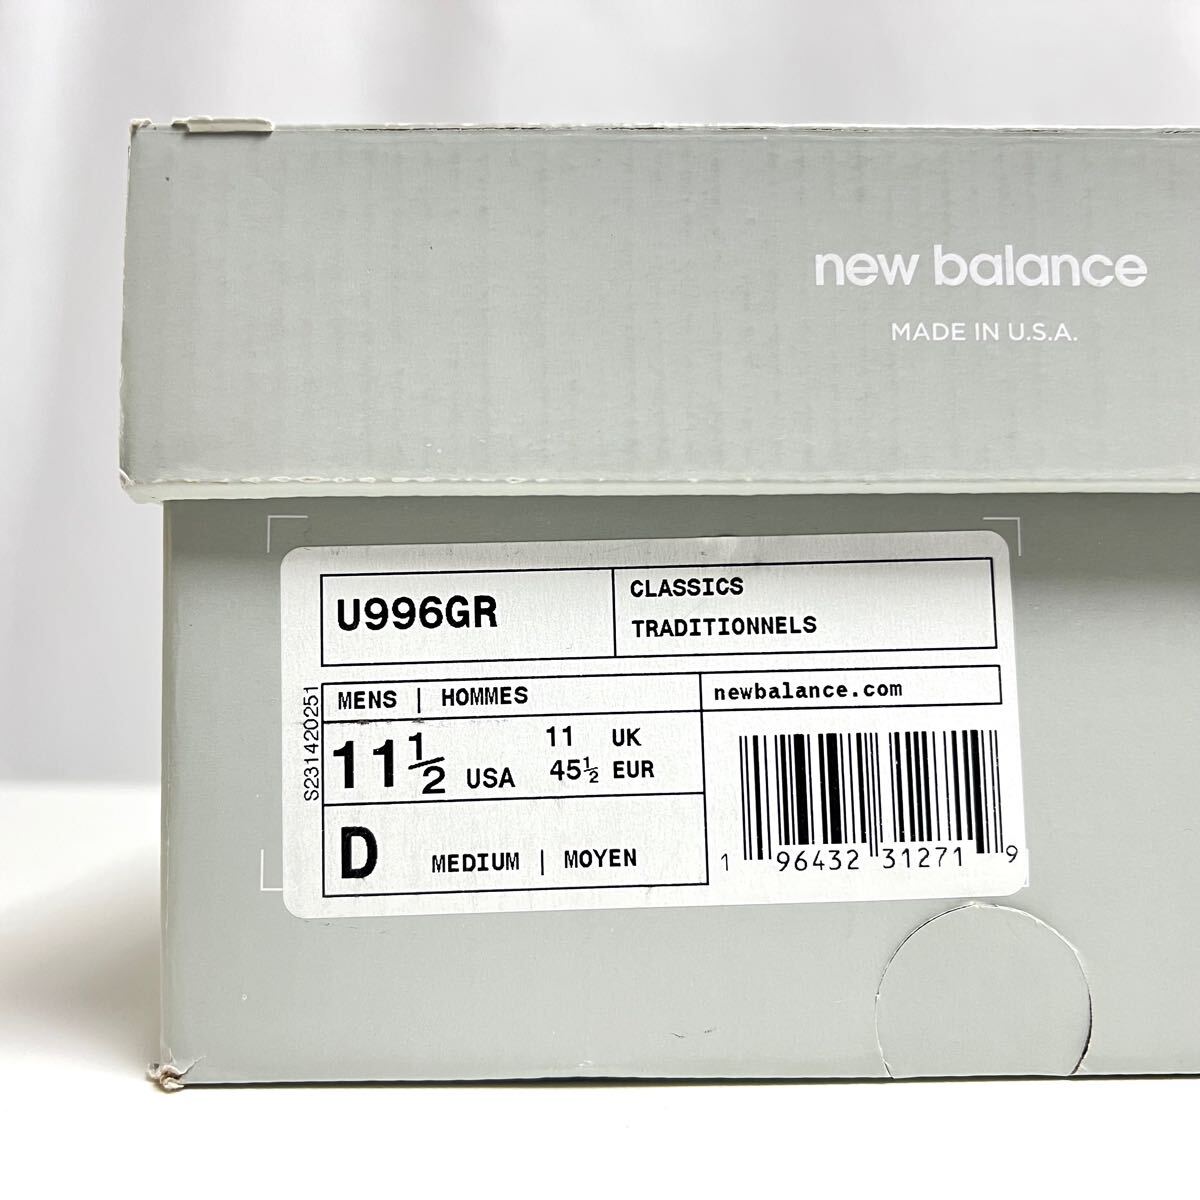 new balance
MADE IN U.S.A.
U996GR
CLASSICS
TRADITIONNELS
S231420251
MENS | HOMMES
newbalance.com
11½ USA
11 UK
45½ EUR
D MEDIUM | MOYEN
1 96432 31271 9